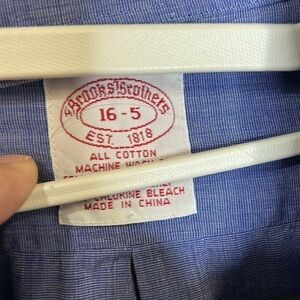 Brooks Brothers
16-5
EST. 1818
ALL COTTON
MACHINE WASH
CHLORINE BLEACH
MADE IN CHINA